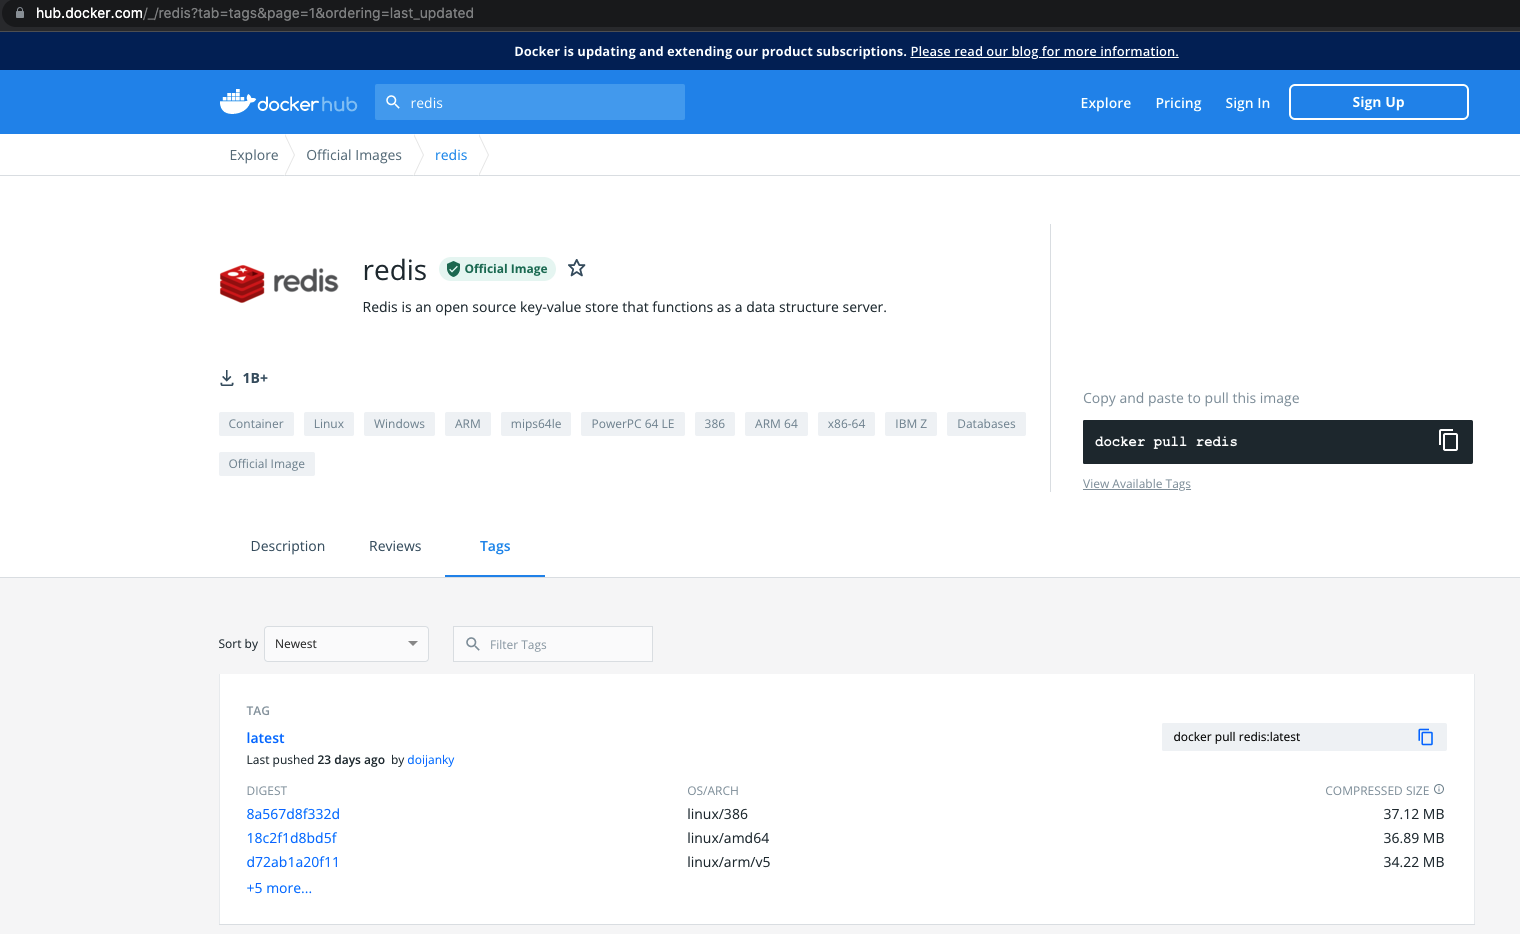 hub.docker.com/_/redis?tab=tags&page=1&ordering=last_updated
Docker is updating and extending our product subscriptions. Please read our blog for more information.
docker hub
redis
Explore
Pricing
Sign In
Sign Up
Explore
Official Images
redis
redis
redis
Official Image
Redis is an open source key-value store that functions as a data structure server.
1B+
Container
Linux
Windows
ARM
mips64le
PowerPC 64 LE
386
ARM 64
x86-64
IBM Z
Databases
Official Image
Copy and paste to pull this image
docker pull redis
View Available Tags
Description
Reviews
Tags
Sort by
Newest
Filter Tags
TAG
latest
Last pushed 23 days ago by doijanky
docker pull redis:latest
DIGEST OS/ARCH COMPRESSED SIZE
8a567d8f332d linux/386 37.12 MB
18c2f1d8bd5f linux/amd64 36.89 MB
d72ab1a20f11 linux/arm/v5 34.22 MB
+5 more...